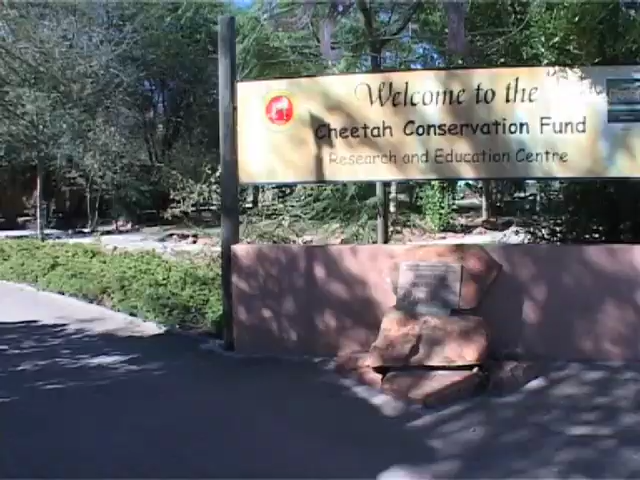 Welcome to the
Cheetah Conservation Fund
Research and Education Centre